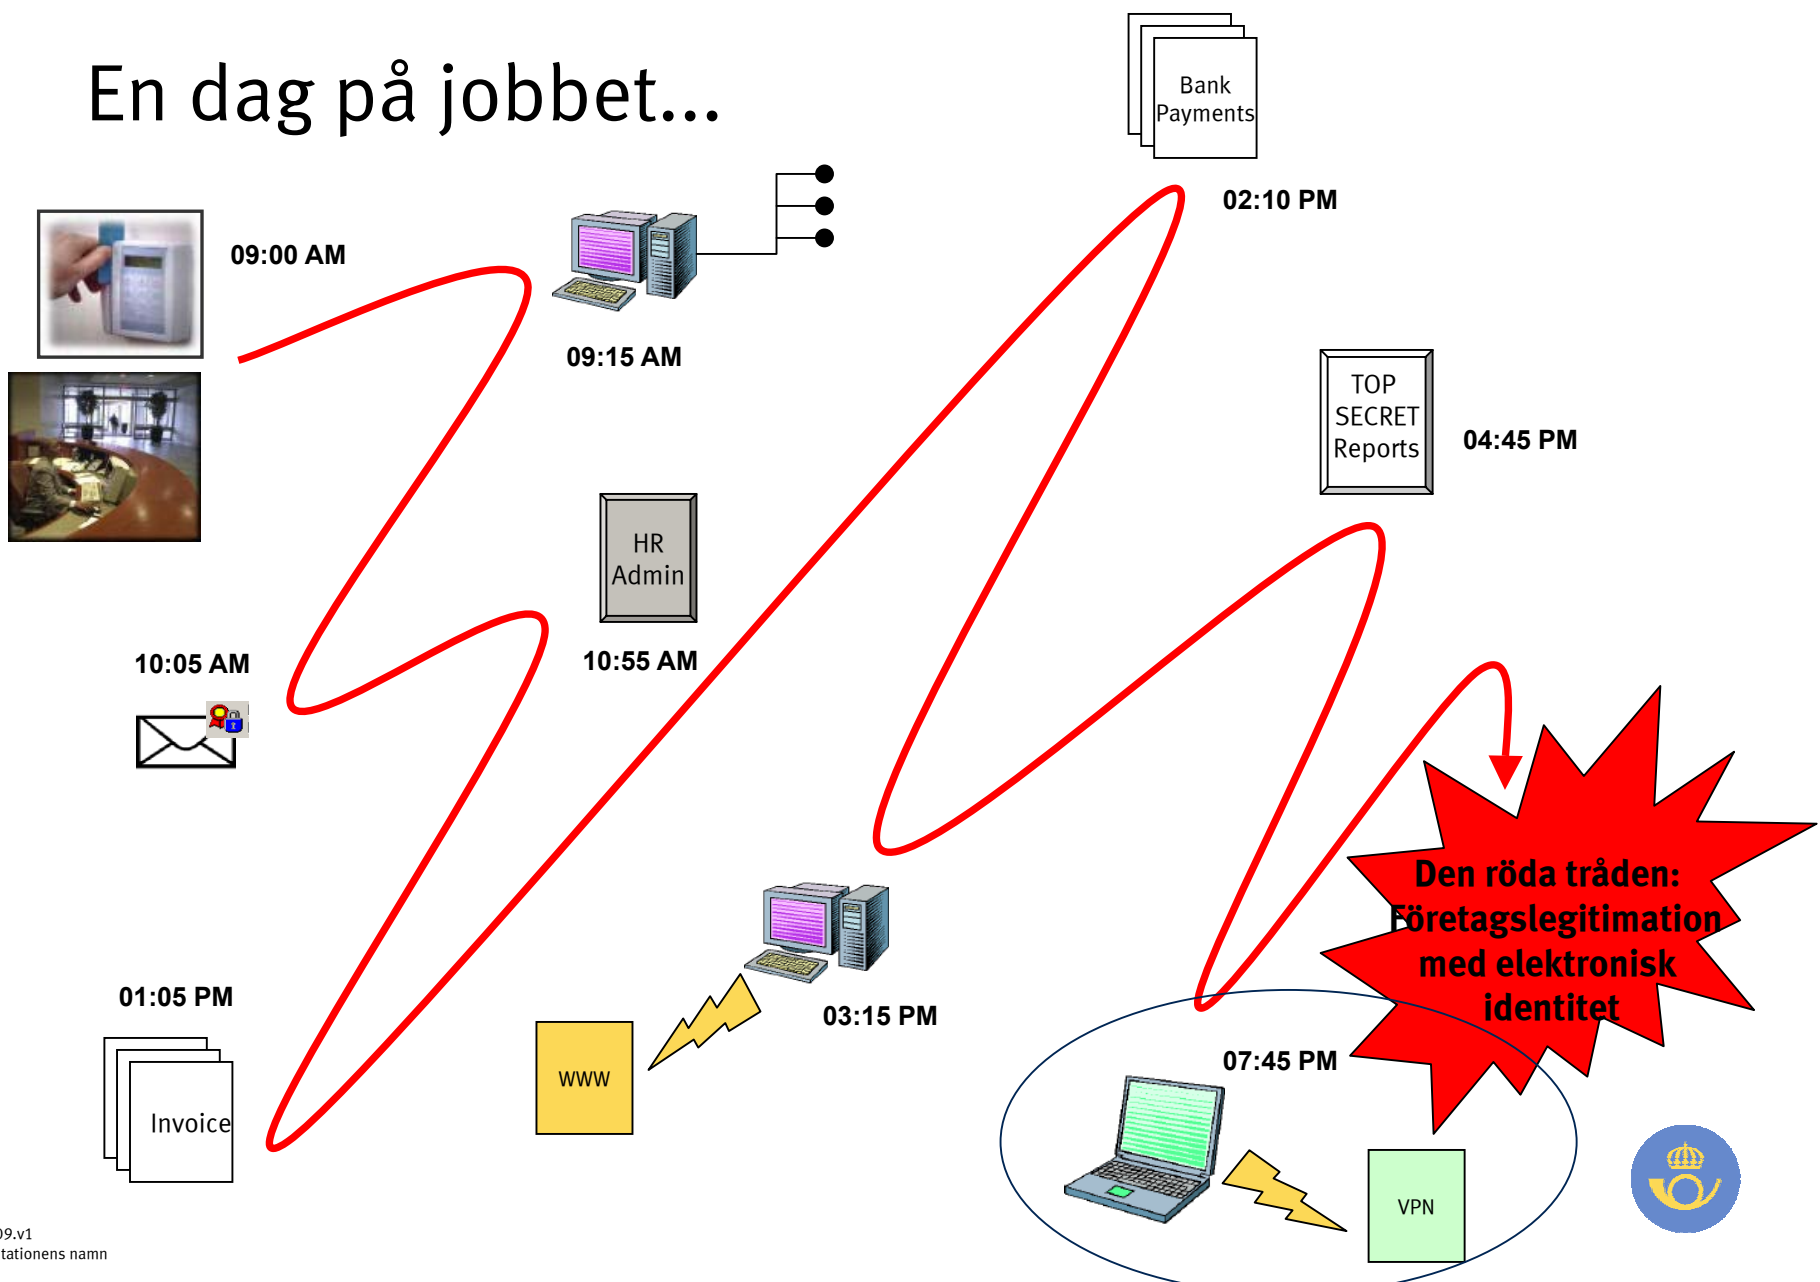 En dag på jobbet...
Bank
Payments
02:10 PM
09:00 AM
09:15 AM
TOP
SECRET
Reports
04:45 PM
HR
Admin
10:55 AM
10:05 AM
Den röda tråden:
Företagslegitimation
med elektronisk
identitet
01:05 PM
Invoice
WWW
03:15 PM
07:45 PM
VPN
09.v1
tationens namn